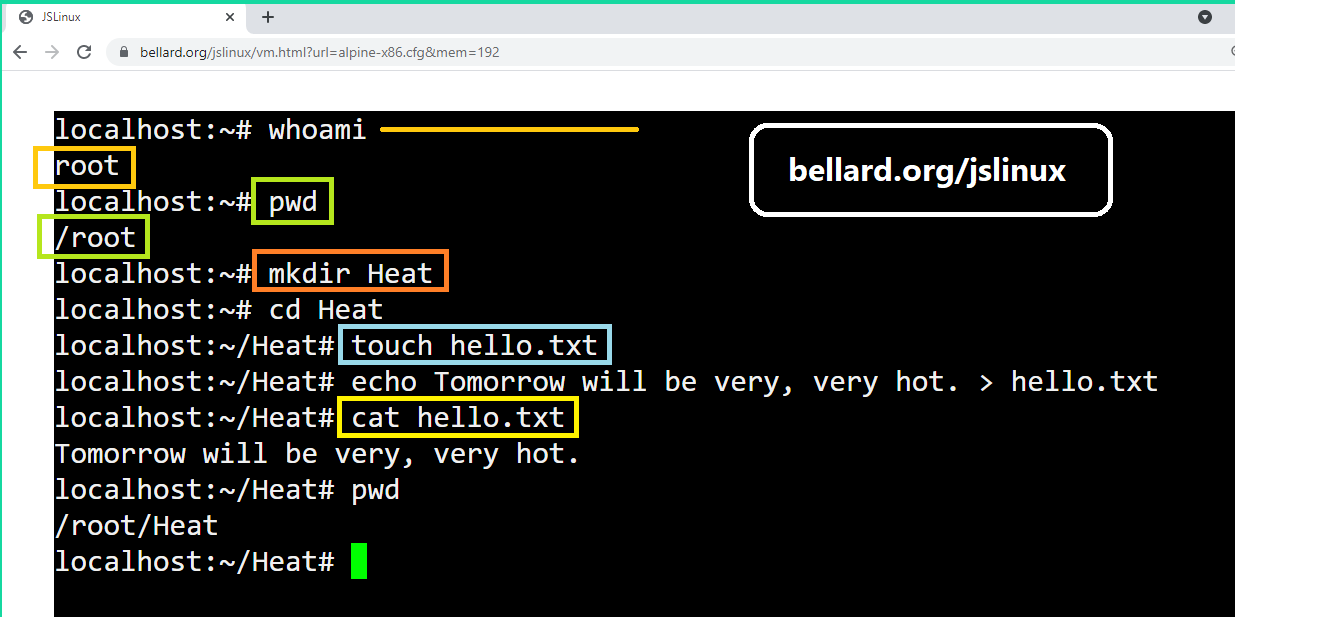 JSLinux
bellard.org/jslinux/vm.html?url=alpine-x86.cfg&mem=192
localhost:~# whoami
bellard.org/jslinux
root
localhost:~# pwd
/root
localhost:~# mkdir Heat
localhost:~# cd Heat
localhost:~/Heat# touch hello.txt
localhost:~/Heat# echo Tomorrow will be very, very hot. > hello.txt
localhost:~/Heat# cat hello.txt
Tomorrow will be very, very hot.
localhost:~/Heat# pwd
/root/Heat
localhost:~/Heat#